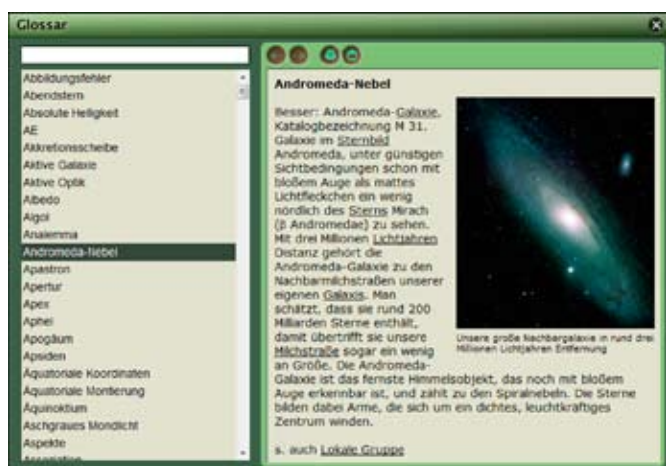 Glossar
Abbildungsfehler
Abendstern
Absolute Helligkeit
AE
Akkretionsscheibe
Aktive Galaxie
Aktive Optik
Albedo
Algol
Analemma
Andromeda-Nebel
Apastron
Apertur
Apex
Aphel
Apogäum
Apsiden
Äquatoriale Koordinaten
Äquatoriale Montierung
Äquinoktium
Aschgraues Mondlicht
Aspekte
Assoziation
Andromeda-Nebel
Besser: Andromeda-Galaxie,
Katalogbezeichnung M 31.
Galaxie im Sternbild
Andromeda, unter günstigen
Sichtbedingungen schon mit
bloßem Auge als mattes
Lichtfleckchen ein wenig
nördlich des Sterns Mirach
(β Andromedae) zu sehen.
Mit drei Millionen Lichtjahren
Distanz gehört die
Andromeda-Galaxie zu den
Nachbarmilchstraßen unserer
eigenen Galaxis. Man
schätzt, dass sie rund 200
Milliarden Sterne enthält,
damit übertrifft sie unsere
Milchstraße sogar ein wenig
an Größe. Die Andromeda-
Galaxie ist das fernste Himmelsobjekt, das noch mit bloßem
Auge erkennbar ist, und zählt zu den Spiralnebeln. Die Sterne
bilden dabei Arme, die sich um ein dichtes, leuchtkräftiges
Zentrum winden.
s. auch Lokale Gruppe
Unsere große Nachbargalaxie in rund drei
Millionen Lichtjahren Entfernung